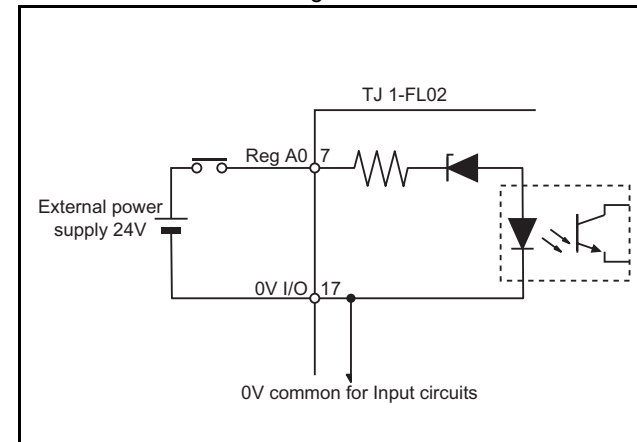 TJ 1-FL02
Reg A0
7
External power
supply 24V
0V I/O
17
0V common for Input circuits